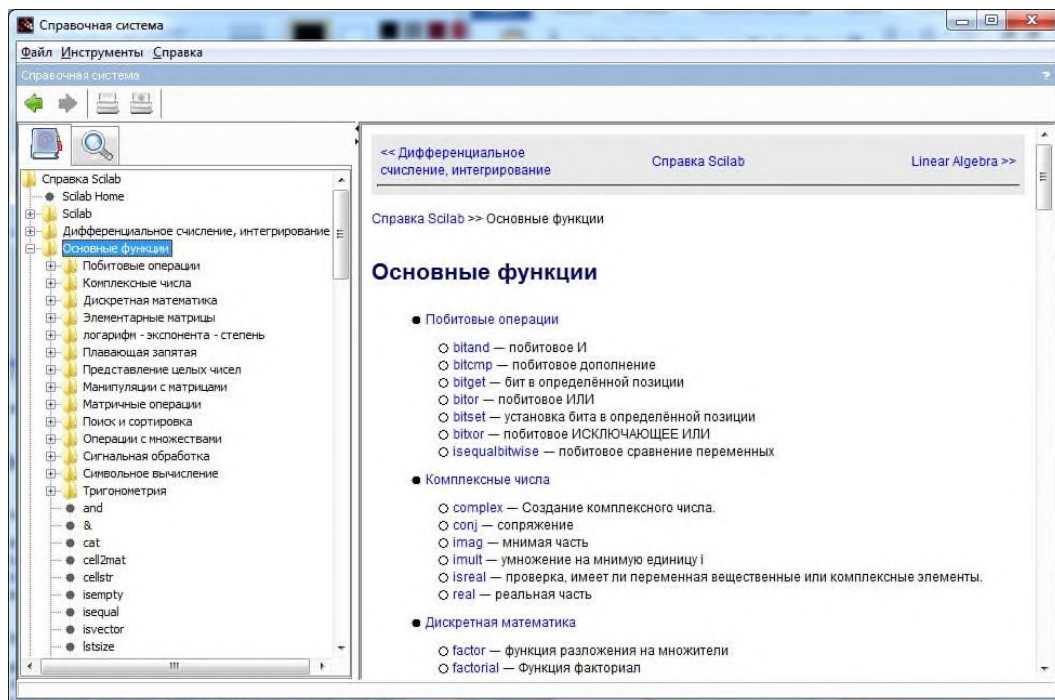 Справочная система
Файл Инструменты Справка
Справочная система
?
Справка Scilab
Scilab Home
Scilab
Дифференциальное счисление, интегрирование
Основные функции
Побитовые операции
Комплексные числа
Дискретная математика
Элементарные матрицы
логарифм - экспонента - степень
Плавающая запятая
Представление целых чисел
Манипуляции с матрицами
Матричные операции
Поиск и сортировка
Операции с множествами
Сигнальная обработка
Символьное вычисление
Тригонометрия
and
&
cat
cell2mat
cellstr
isempty
isequal
isvector
lstsize
<< Дифференциальное
счисление, интегрирование
Справка Scilab
Linear Algebra >>
Справка Scilab >> Основные функции
Основные функции
Побитовые операции
bitand — побитовое И
bitcmp — побитовое дополнение
bitget — бит в определённой позиции
bitor — побитовое ИЛИ
bitset — установка бита в определённой позиции
bitxor — побитовое ИСКЛЮЧАЮЩЕЕ ИЛИ
isequalbitwise — побитовое сравнение переменных
Комплексные числа
complex — Создание комплексного числа.
conj — сопряжение
imag — мнимая часть
imult — умножение на мнимую единицу i
isreal — проверка, имеет ли переменная вещественные или комплексные элементы.
real — реальная часть
Дискретная математика
factor — функция разложения на множители
factorial — Функция факториал